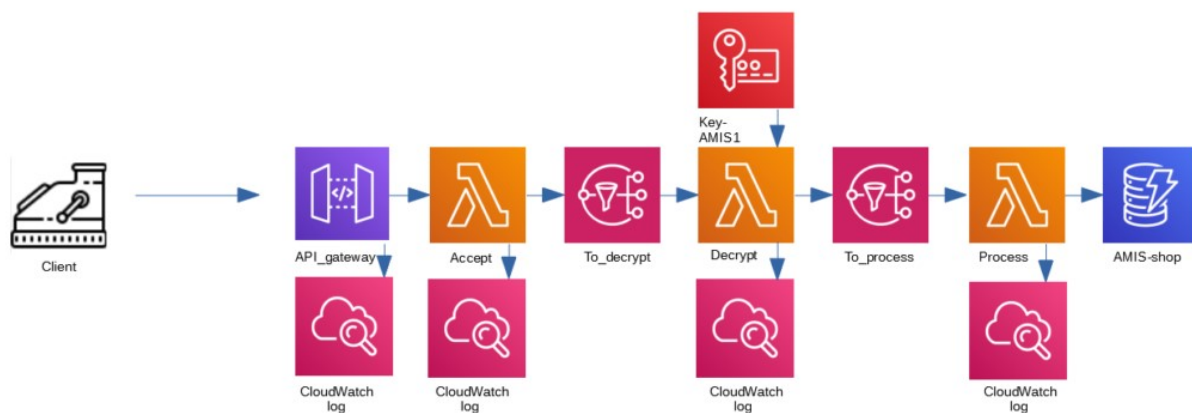 Key-
AMIS1
Client
API_gateway
Accept
To_decrypt
Decrypt
To_process
Process
AMIS-shop
CloudWatch
log
CloudWatch
log
CloudWatch
log
CloudWatch
log